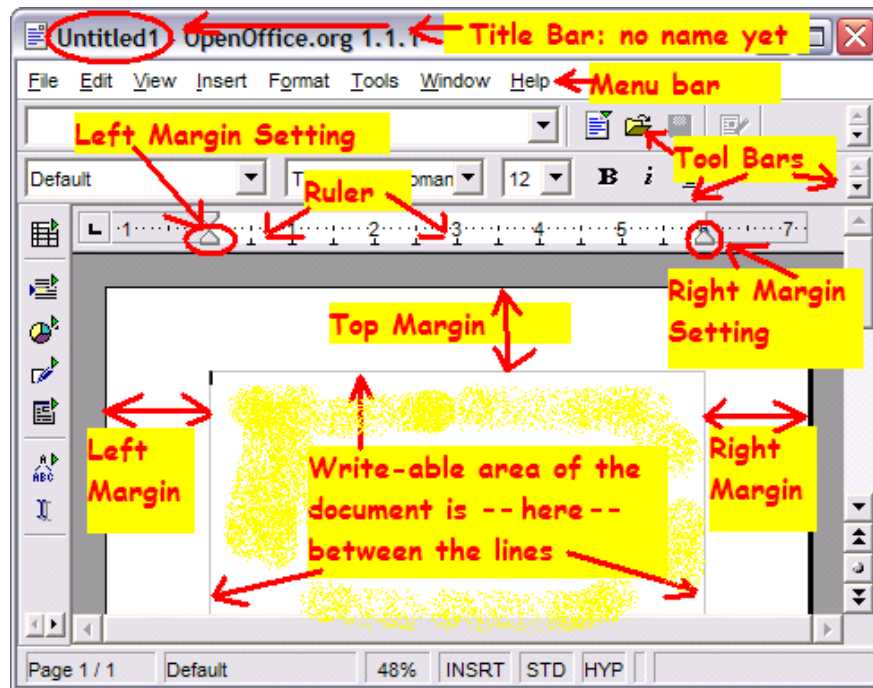 Untitled1 - OpenOffice.org 1.1.1 Title Bar: no name yet
File Edit View Insert Format Tools Window Help Menu bar
Left Margin Setting
Tool Bars
Default 12 B i
Ruler
1 1 2 3 4 5 7
Right Margin
Setting
Top Margin
Left
Margin
Right
Margin
Write-able area of the
document is --here--
between the lines
ABC
Page 1 / 1 Default 48% INSRT STD HYP